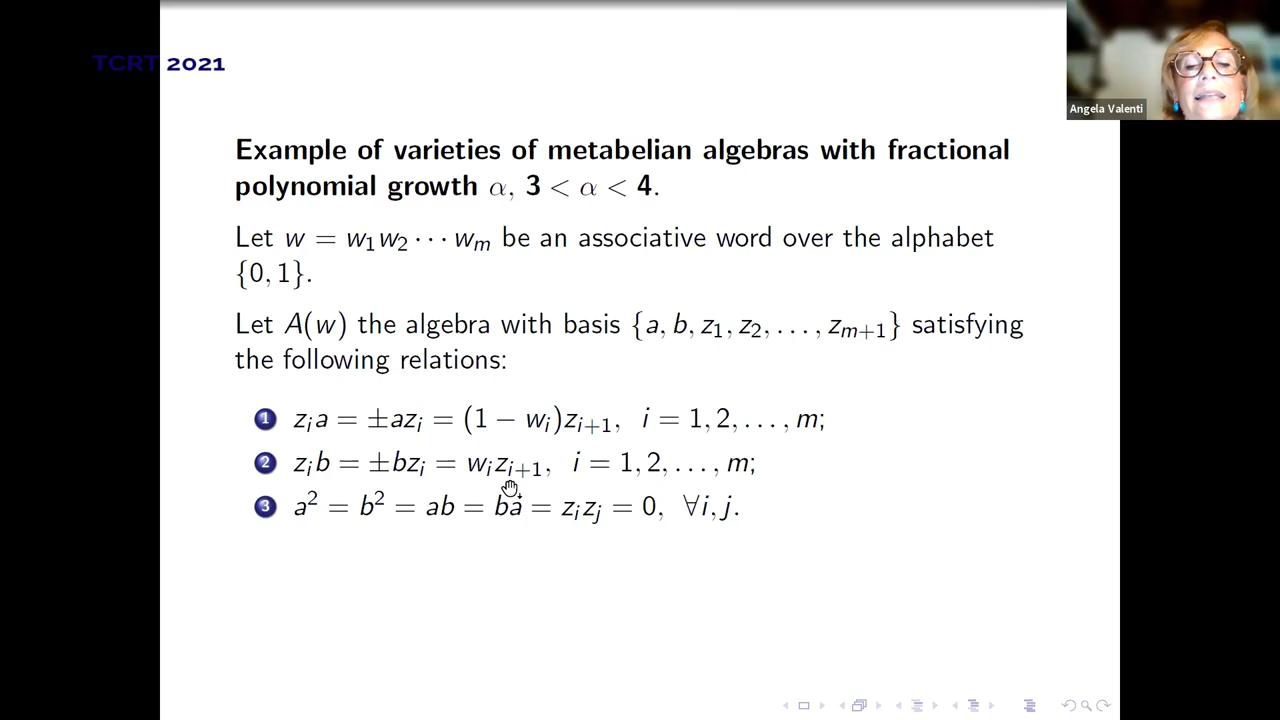 TCRT 2021
Angela Valenti
Example of varieties of metabelian algebras with fractional
polynomial growth α, 3 < α < 4.
Let w = w₁w₂ ⋯ wₘ be an associative word over the alphabet
{0, 1}.
Let A(w) the algebra with basis {a, b, z₁, z₂, . . . , zₘ₊₁} satisfying
the following relations:
1 zᵢa = ±azᵢ = (1 − wᵢ)zᵢ₊₁, i = 1, 2, . . . , m;
2 zᵢb = ±bzᵢ = wᵢzᵢ₊₁, i = 1, 2, . . . , m;
3 a² = b² = ab = ba = zᵢzⱼ = 0, ∀i, j.